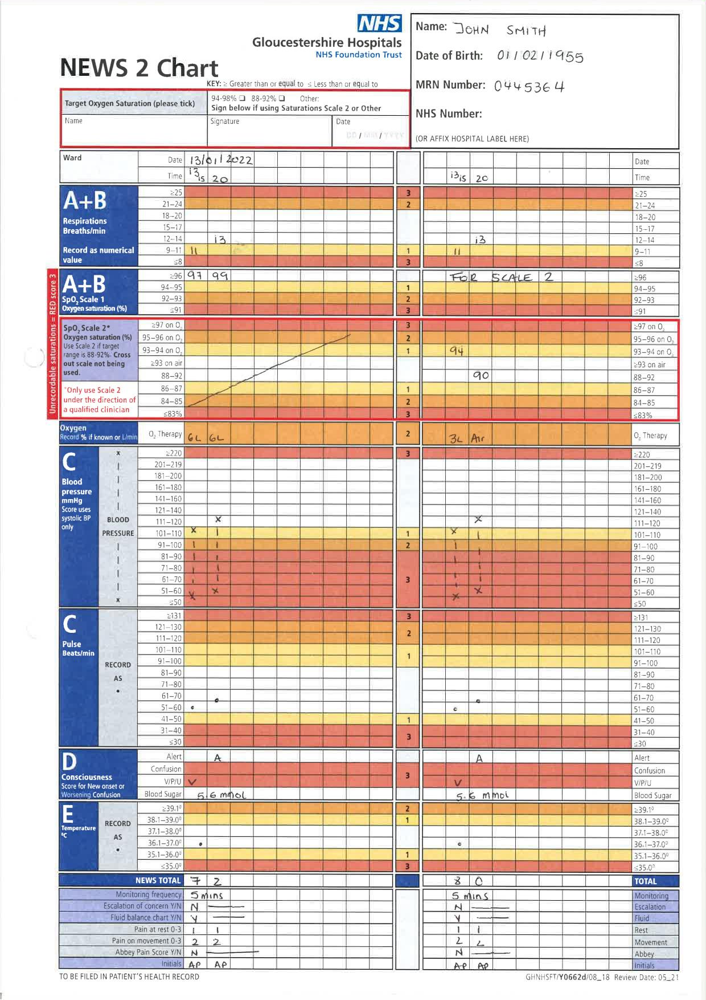 NHS
Gloucestershire Hospitals
NHS Foundation Trust
NEWS 2 Chart
KEY: ≥ Greater than or equal to ≤ Less than or equal to
Name: JOHN SMITH
Date of Birth: 01/02/1955
MRN Number: 0445364
NHS Number:
(OR AFFIX HOSPITAL LABEL HERE)
Target Oxygen Saturation (please tick)
94-98% ❑ 88-92% ❑ Other:
Sign below if using Saturations Scale 2 or Other
Name Signature Date
DD / MM / YYYY
Ward Date 13/01/2022 Date
Time 13 15 20 13 15 20 Time
A+B
Respirations
Breaths/min
Record as numerical
value
≥25 3 ≥25
21–24 2 21–24
18–20 18–20
15–17 15–17
12–14 13 13 12–14
9–11 11 1 11 9–11
≤8 3 ≤8
Unrecordable saturations = RED score 3
A+B
SpO2 Scale 1
Oxygen saturation (%)
≥96 97 99 FOR SCALE 2 ≥96
94–95 1 94–95
92–93 2 92–93
≤91 3 ≤91
SpO2 Scale 2*
Oxygen saturation (%)
Use Scale 2 if target
range is 88-92%. Cross
out scale not being
used.
*Only use Scale 2
under the direction of
a qualified clinician
≥97 on O2 3 ≥97 on O2
95–96 on O2 2 95–96 on O2
93–94 on O2 1 94 93–94 on O2
≥93 on air ≥93 on air
88–92 90 88–92
86–87 1 86–87
84–85 2 84–85
≤83% 3 ≤83%
Oxygen
Record % if known or L/min
O2 Therapy 6L 6L 2 3L Air O2 Therapy
C
Blood
pressure
mmHg
Score uses
systolic BP
only
x
BLOOD
PRESSURE
x
≥220 3 ≥220
201–219 201–219
181–200 181–200
161–180 161–180
141–160 141–160
121–140 121–140
111–120 x x 111–120
101–110 x 1 x 101–110
91–100 2 91–100
81–90 81–90
71–80 71–80
61–70 3 61–70
51–60 x x 51–60
≤50 x x ≤50
C
Pulse
Beats/min
RECORD
AS
•
≥131 3 ≥131
121–130 2 121–130
111–120 111–120
101–110 1 101–110
91–100 91–100
81–90 81–90
71–80 71–80
61–70 61–70
51–60 51–60
41–50 1 41–50
31–40 3 31–40
≤30 ≤30
D
Consciousness
Score for New onset or
Worsening Confusion
Alert A A Alert
Confusion 3 Confusion
V/P/U V V V/P/U
Blood Sugar 5.6 mmol 5.6 mmol Blood Sugar
E
Temperature
°C
RECORD
AS
•
≥39.1° 2 ≥39.1°
38.1–39.0° 1 38.1–39.0°
37.1–38.0° 37.1–38.0°
36.1–37.0° 36.1–37.0°
35.1–36.0° 1 35.1–36.0°
≤35.0° 3 ≤35.0°
NEWS TOTAL 7 2 8 0 TOTAL
Monitoring frequency 5 mins 5 mins Monitoring
Escalation of concern Y/N N N Escalation
Fluid balance chart Y/N Y Y Fluid
Pain at rest 0-3 1 1 1 1 Rest
Pain on movement 0-3 2 2 2 2 Movement
Abbey Pain Score Y/N N N Abbey
Initials AP AP AP AP Initials
TO BE FILED IN PATIENT'S HEALTH RECORD
GHNHSFT/Y0662d/08_18 Review Date: 05_21